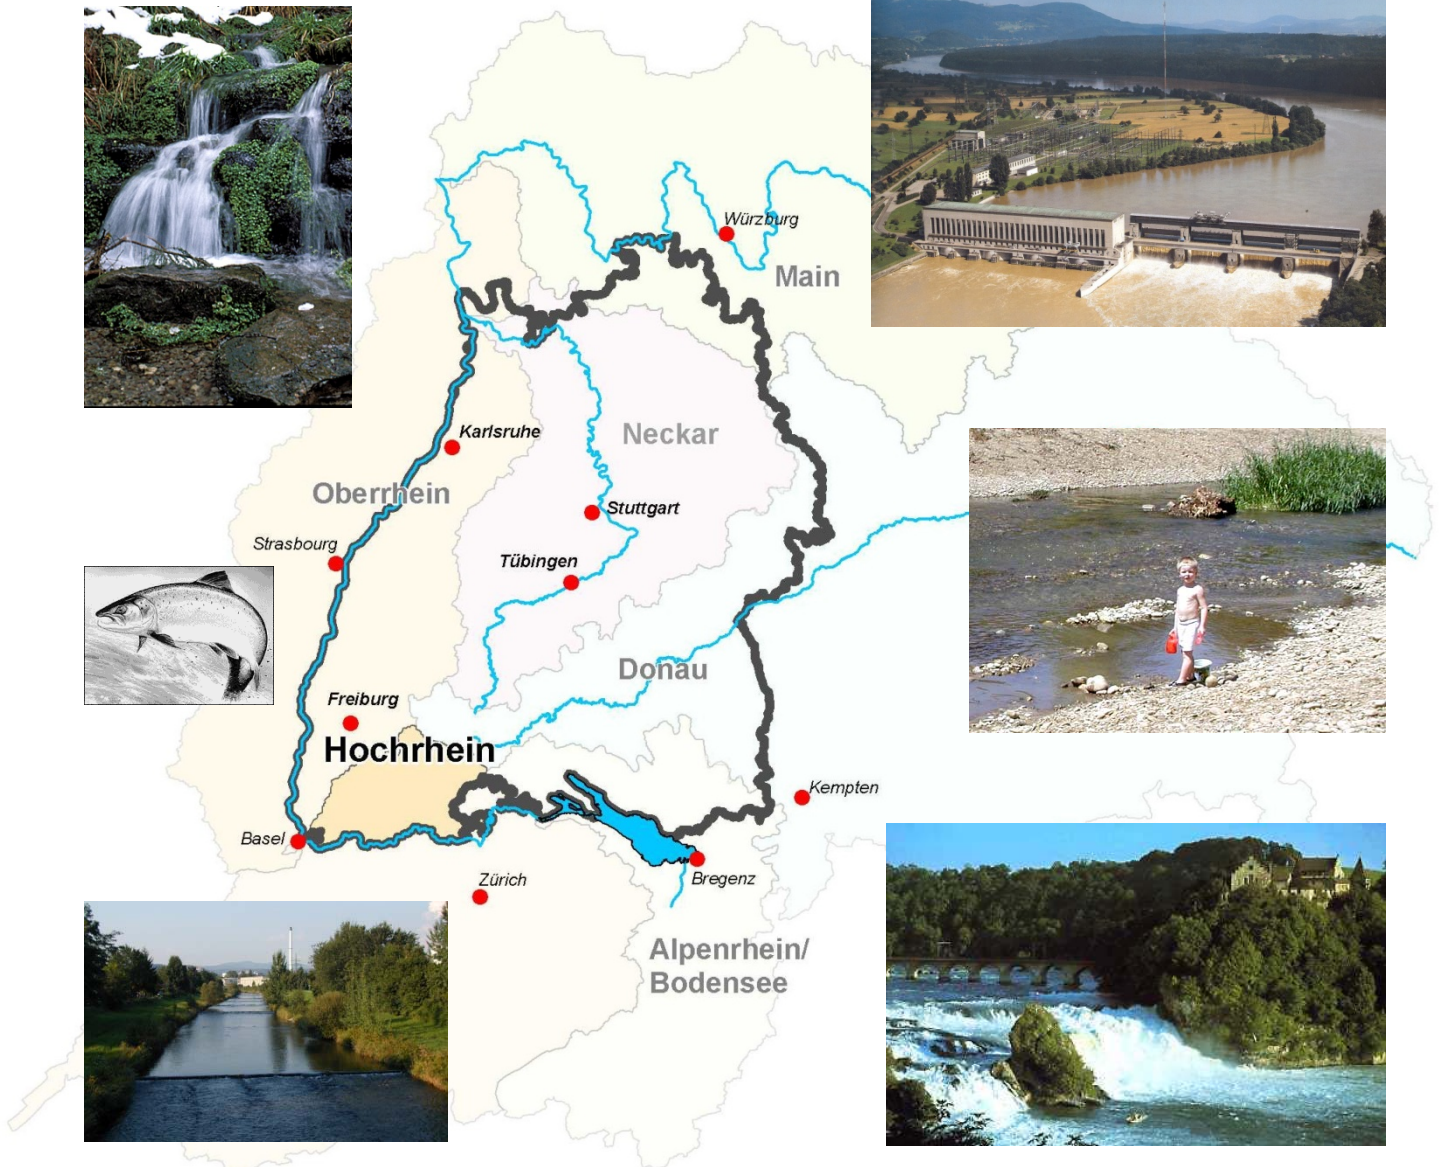 Würzburg
Main
Karlsruhe
Neckar
Oberrhein
Stuttgart
Strasbourg
Tübingen
Donau
Freiburg
Hochrhein
Kempten
Basel
Zürich
Bregenz
Alpenrhein/
Bodensee